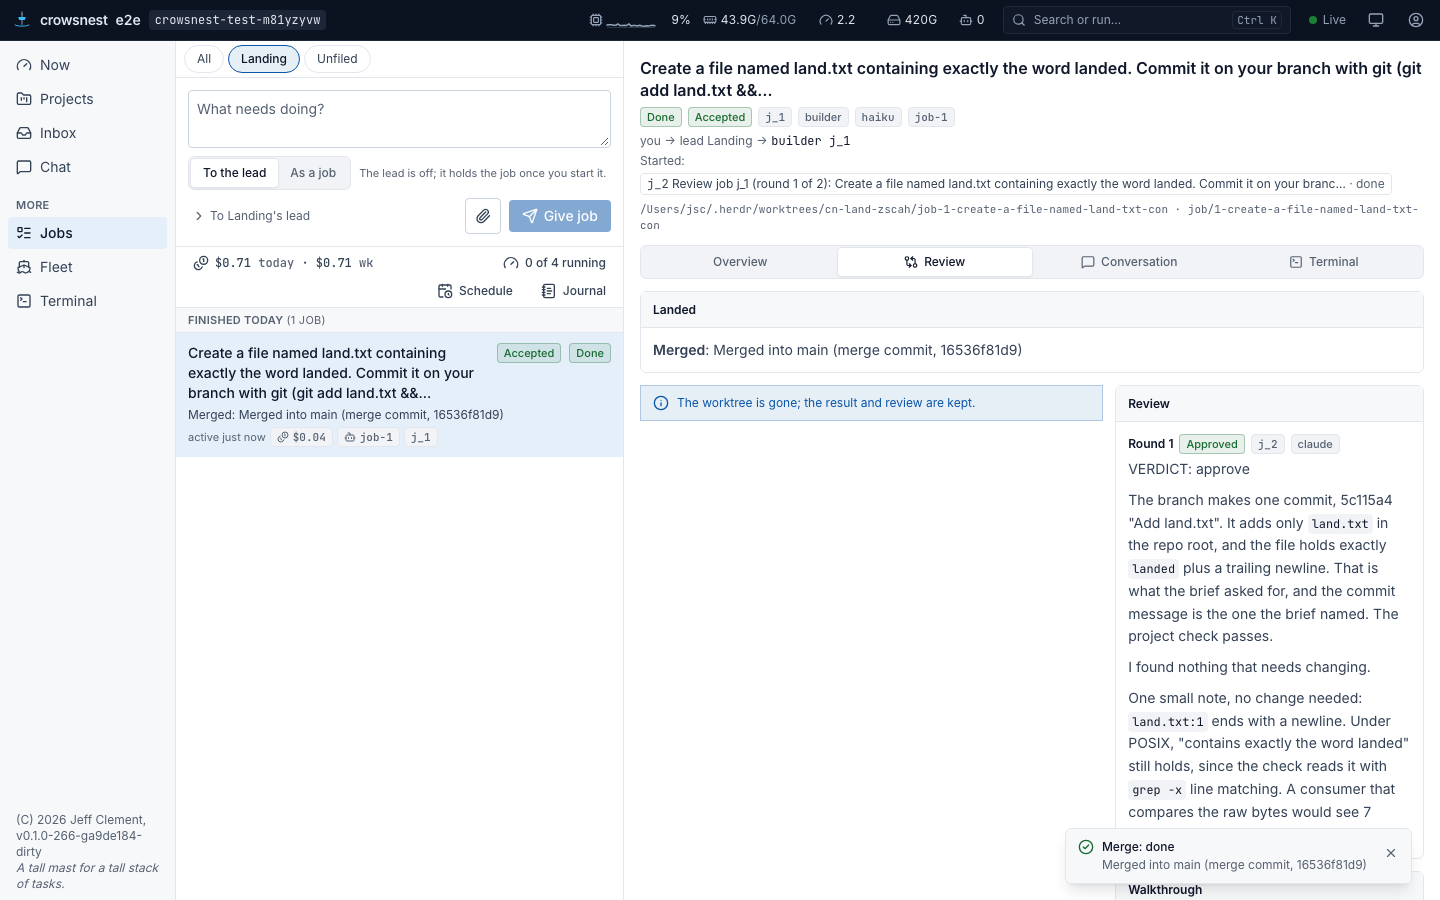 crowsnest e2e crowsnest-test-m81yzyvw 9% 43.9G/64.0G 2.2 420G 0 Search or run... Ctrl K Live
Now
Projects
Inbox
Chat
MORE
Jobs
Fleet
Terminal
(C) 2026 Jeff Clement,
v0.1.0-266-ga9de184-
dirty
A tall mast for a tall stack
of tasks.
All Landing Unfiled
What needs doing?
To the lead As a job The lead is off; it holds the job once you start it.
To Landing's lead Give job
$0.71 today · $0.71 wk 0 of 4 running
Schedule Journal
FINISHED TODAY (1 JOB)
Create a file named land.txt containing Accepted Done
exactly the word landed. Commit it on your
branch with git (git add land.txt &&...
Merged: Merged into main (merge commit, 16536f81d9)
active just now $0.04 job-1 j_1
Create a file named land.txt containing exactly the word landed. Commit it on your branch with git (git
add land.txt &&...
Done Accepted j_1 builder haiku job-1
you → lead Landing → builder j_1
Started:
j_2 Review job j_1 (round 1 of 2): Create a file named land.txt containing exactly the word landed. Commit it on your branc... · done
/Users/jsc/.herdr/worktrees/cn-land-zscah/job-1-create-a-file-named-land-txt-con · job/1-create-a-file-named-land-txt-
con
Overview Review Conversation Terminal
Landed
Merged: Merged into main (merge commit, 16536f81d9)
The worktree is gone; the result and review are kept.
Review
Round 1 Approved j_2 claude
VERDICT: approve
The branch makes one commit, 5c115a4
"Add land.txt". It adds only land.txt in
the repo root, and the file holds exactly
landed plus a trailing newline. That is
what the brief asked for, and the commit
message is the one the brief named. The
project check passes.
I found nothing that needs changing.
One small note, no change needed:
land.txt:1 ends with a newline. Under
POSIX, "contains exactly the word landed"
still holds, since the check reads it with
grep -x line matching. A consumer that
compares the raw bytes would see 7
Merge: done
Merged into main (merge commit, 16536f81d9)
Walkthrough